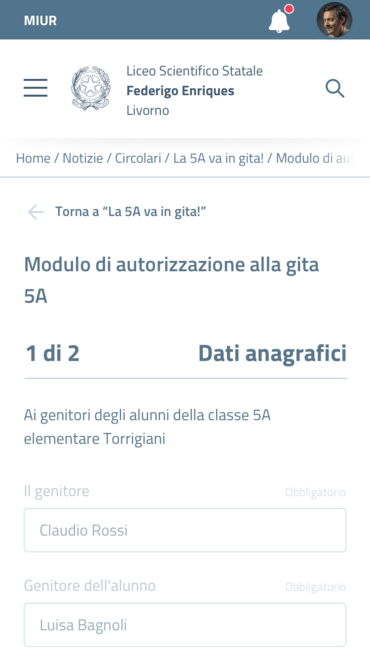 MIUR
Liceo Scientifico Statale
Federigo Enriques
Livorno
Home / Notizie / Circolari / La 5A va in gita! / Modulo di au
Torna a “La 5A va in gita!”
Modulo di autorizzazione alla gita
5A
1 di 2 Dati anagrafici
Ai genitori degli alunni della classe 5A
elementare Torrigiani
Il genitore Obbligatorio
Claudio Rossi
Genitore dell'alunno Obbligatorio
Luisa Bagnoli